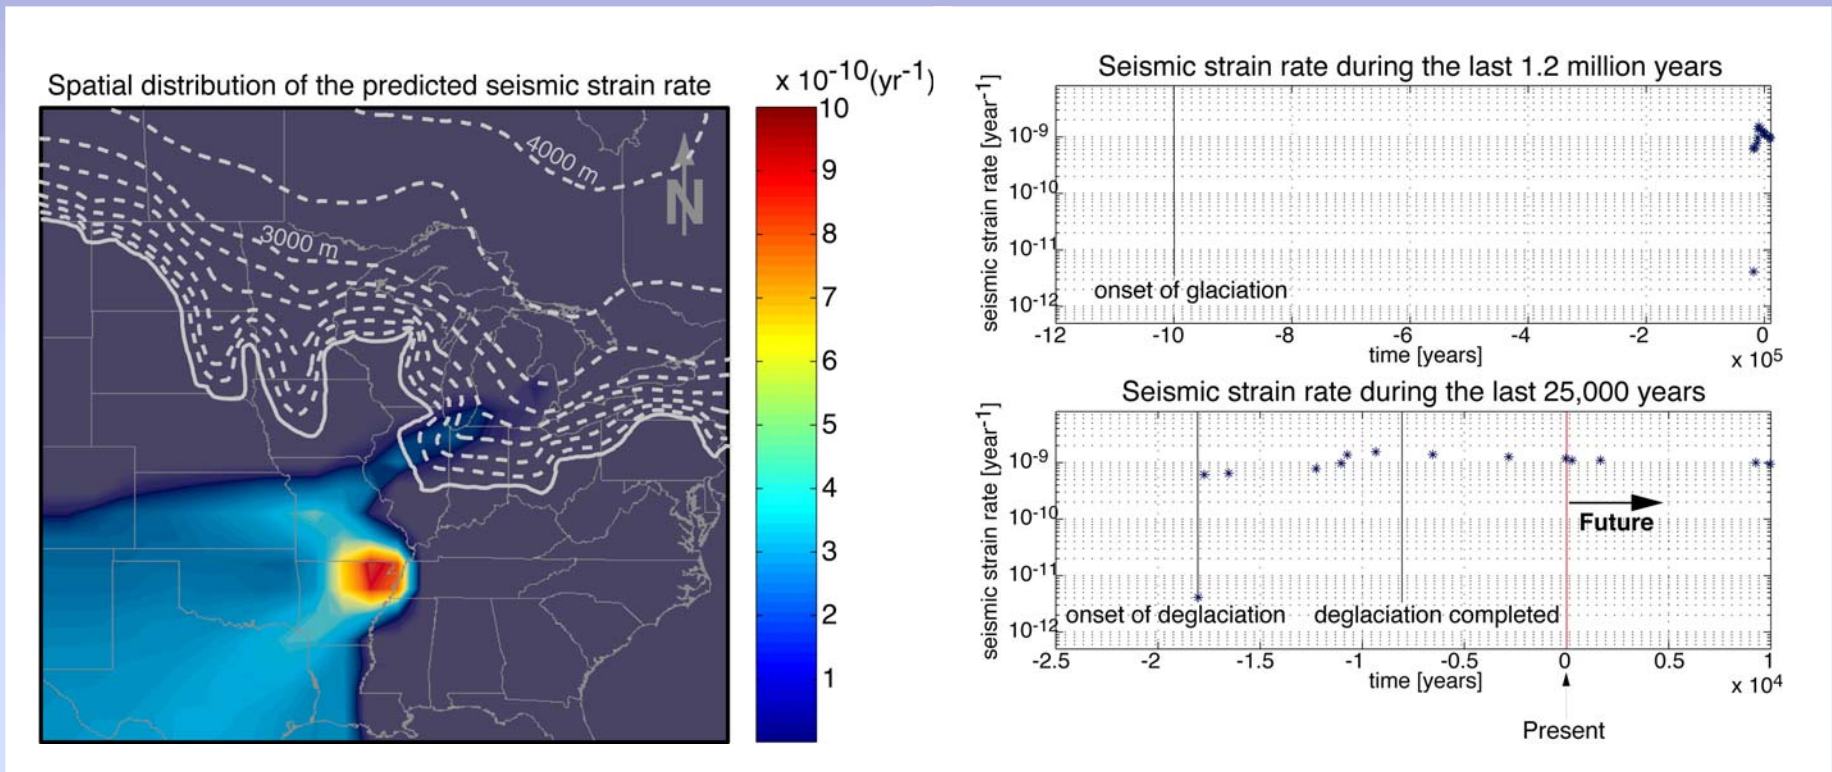 Spatial distribution of the predicted seismic strain rate
x 10-10(yr-1)
4000 m
N
3000 m
10
9
8
7
6
5
4
3
2
1
Seismic strain rate during the last 1.2 million years
seismic strain rate [year-1]
10-9
10-10
10-11
10-12
onset of glaciation
-12
-10
-8
-6
-4
-2
0
time [years]
x 105
Seismic strain rate during the last 25,000 years
seismic strain rate [year-1]
10-9
10-10
10-11
10-12
Future
onset of deglaciation
deglaciation completed
-2.5
-2
-1.5
-1
-0.5
0
0.5
1
time [years]
x 104
Present